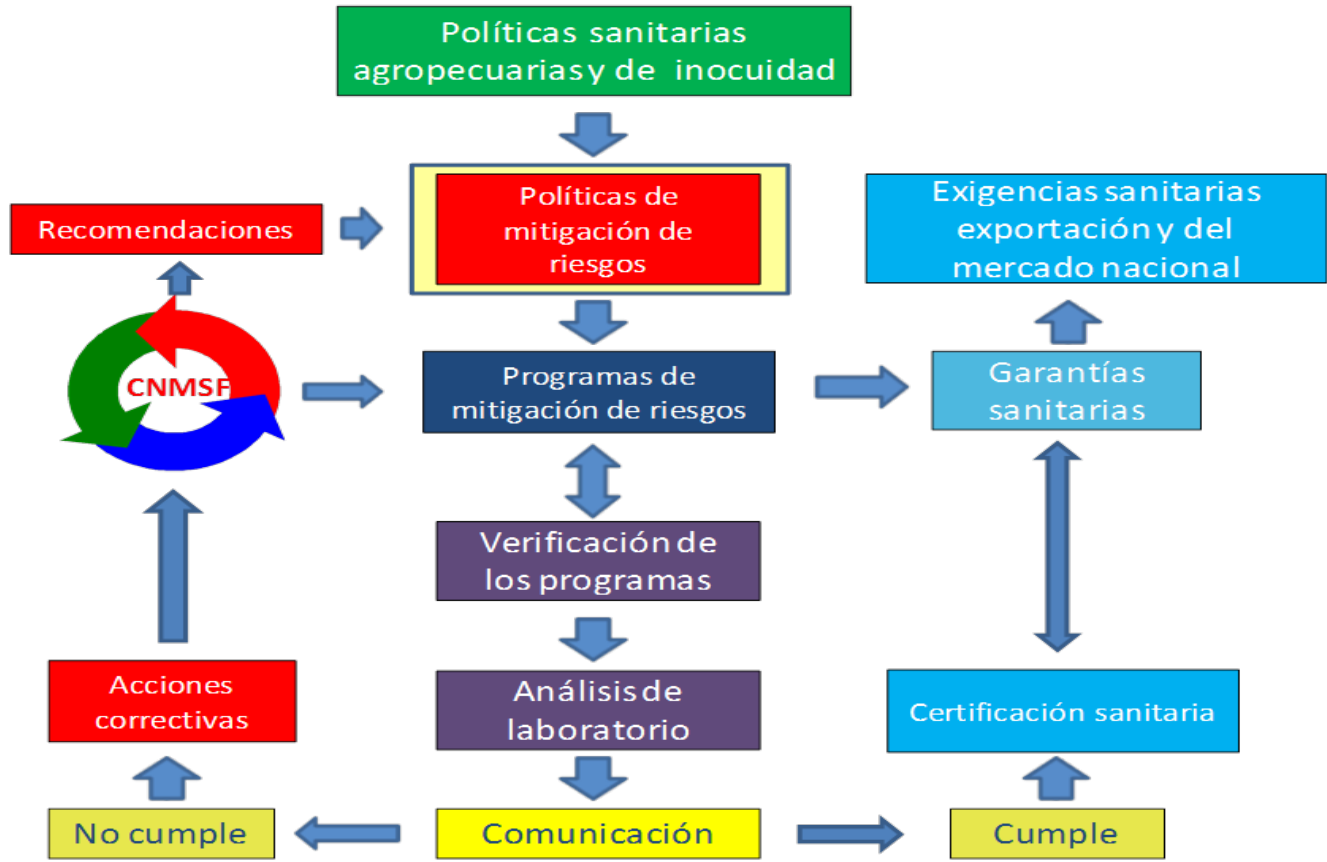 Políticas sanitarias
agropecuarias y de inocuidad
Recomendaciones
Políticas de
mitigación de
riesgos
Exigencias sanitarias
exportación y del
mercado nacional
CNMSF
Programas de
mitigación de riesgos
Garantías
sanitarias
Verificación de
los programas
Acciones
correctivas
Análisis de
laboratorio
Certificación sanitaria
No cumple
Comunicación
Cumple